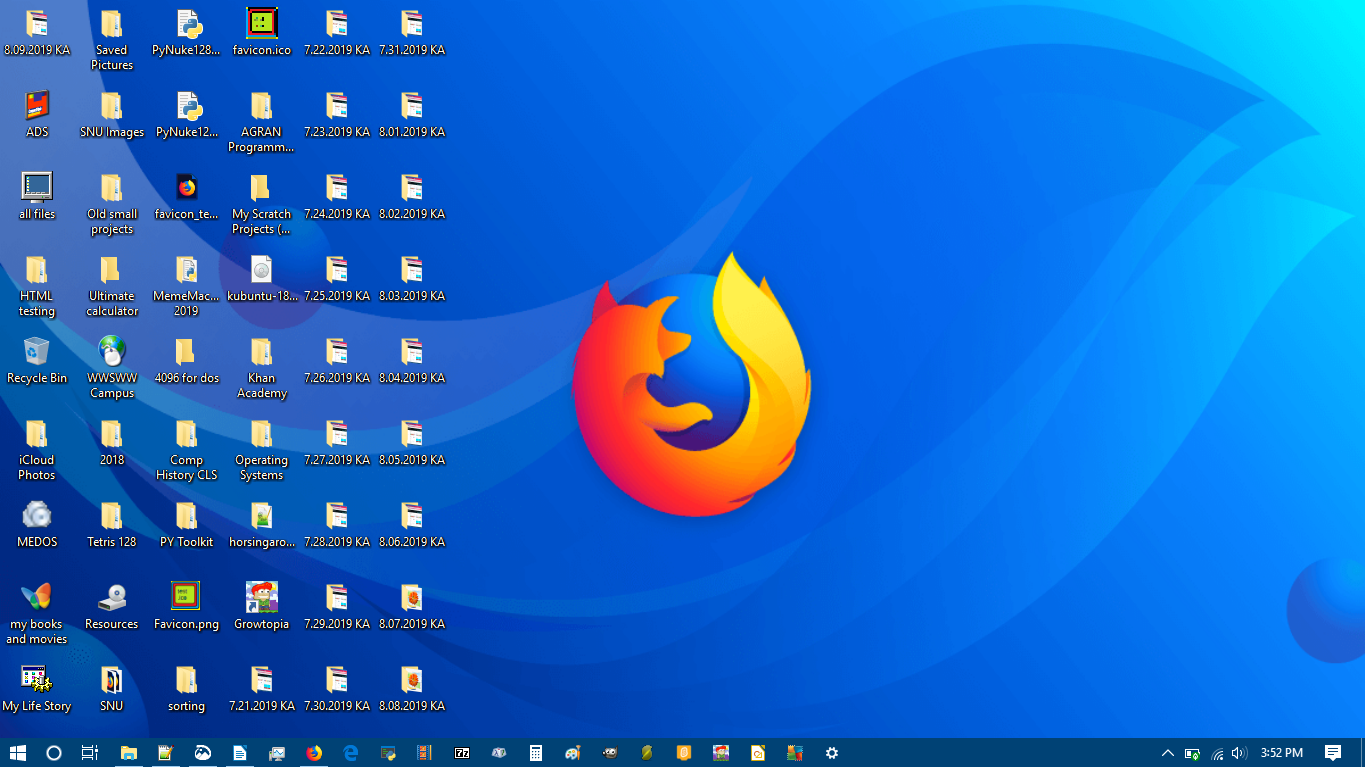 8.09.2019 KA
Saved
Pictures
PyNuke128...
favicon.ico
7.22.2019 KA
7.31.2019 KA
ADS
SNU Images
PyNuke12...
AGRAN
Programm...
7.23.2019 KA
8.01.2019 KA
all files
Old small
projects
favicon_te...
My Scratch
Projects (...
7.24.2019 KA
8.02.2019 KA
HTML
testing
Ultimate
calculator
MemeMac...
2019
kubuntu-18...
7.25.2019 KA
8.03.2019 KA
Recycle Bin
WWSWW
Campus
4096 for dos
Khan
Academy
7.26.2019 KA
8.04.2019 KA
iCloud
Photos
2018
Comp
History CLS
Operating
Systems
7.27.2019 KA
8.05.2019 KA
MEDOS
Tetris 128
PY Toolkit
horsingaro...
7.28.2019 KA
8.06.2019 KA
my books
and movies
Resources
Favicon.png
Growtopia
7.29.2019 KA
8.07.2019 KA
My Life Story
SNU
sorting
7.21.2019 KA
7.30.2019 KA
8.08.2019 KA
7z
3:52 PM